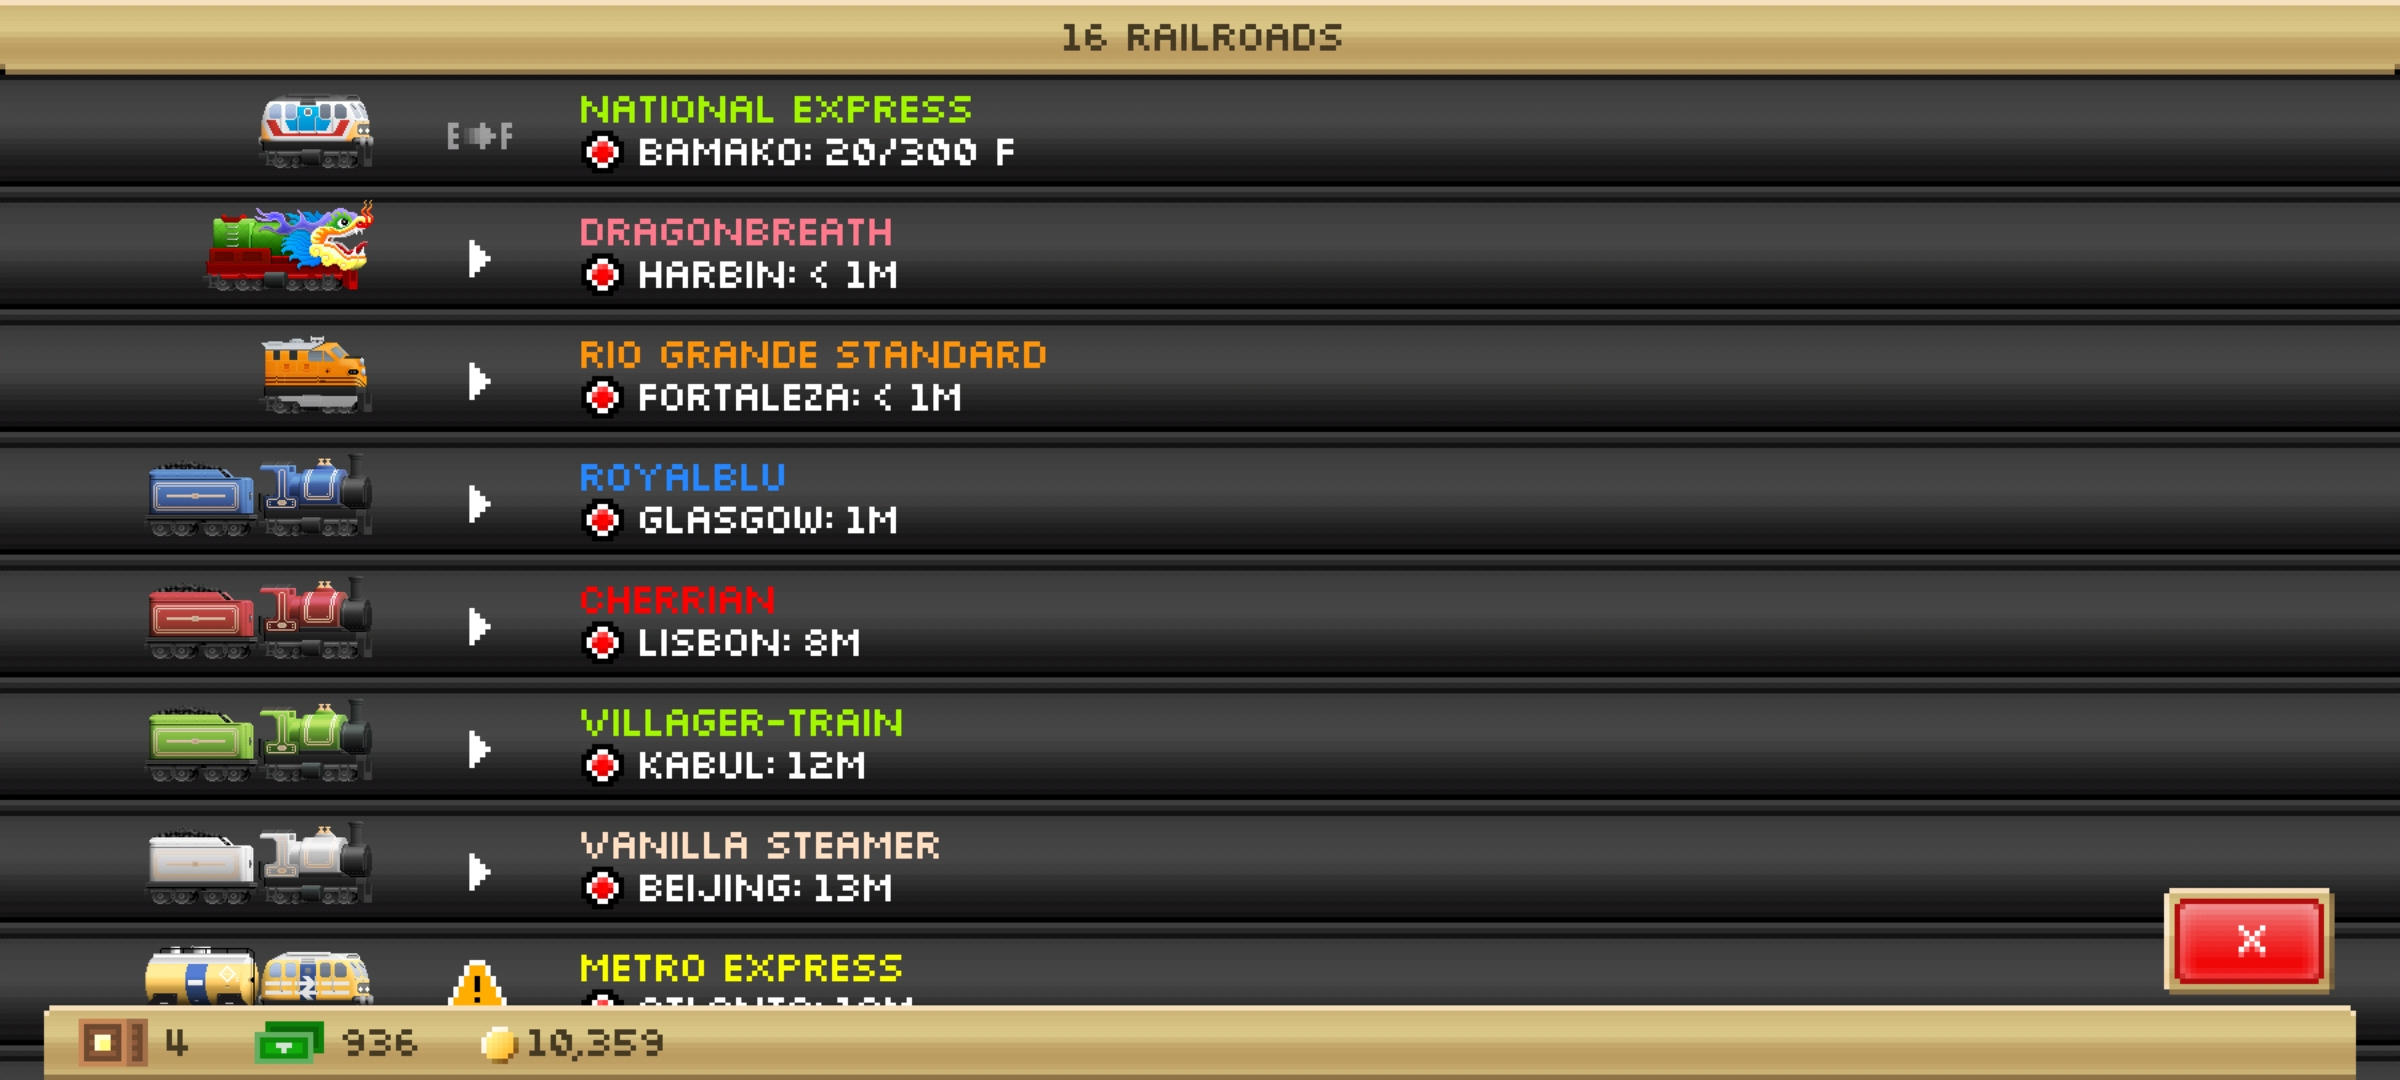 16 RAILROADS
E F
NATIONAL EXPRESS
BAMAKO: 20/300 F
DRAGONBREATH
HARBIN: < 1M
RIO GRANDE STANDARD
FORTALEZA: < 1M
ROYALBLU
GLASGOW: 1M
CHERRIAN
LISBON: 8M
VILLAGER-TRAIN
KABUL: 12M
VANILLA STEAMER
BEIJING: 13M
METRO EXPRESS
X
4 936 10,359